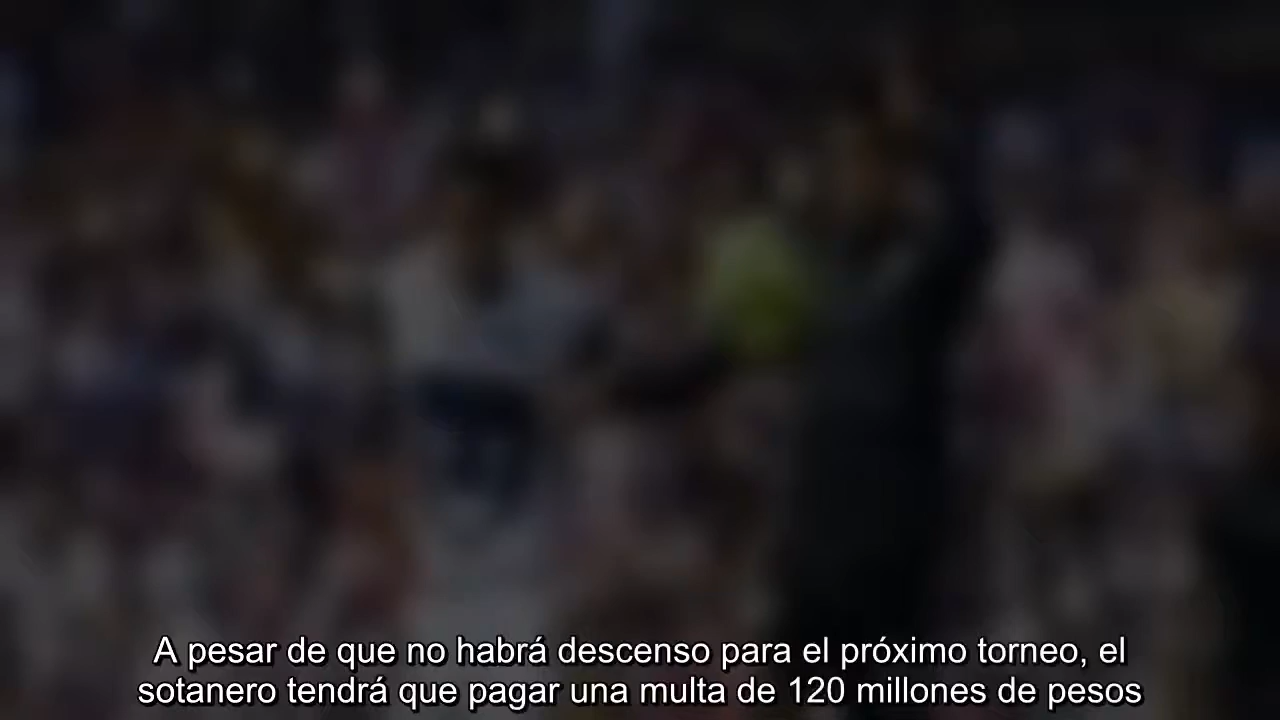 A pesar de que no habrá descenso para el próximo torneo, el
sotanero tendrá que pagar una multa de 120 millones de pesos